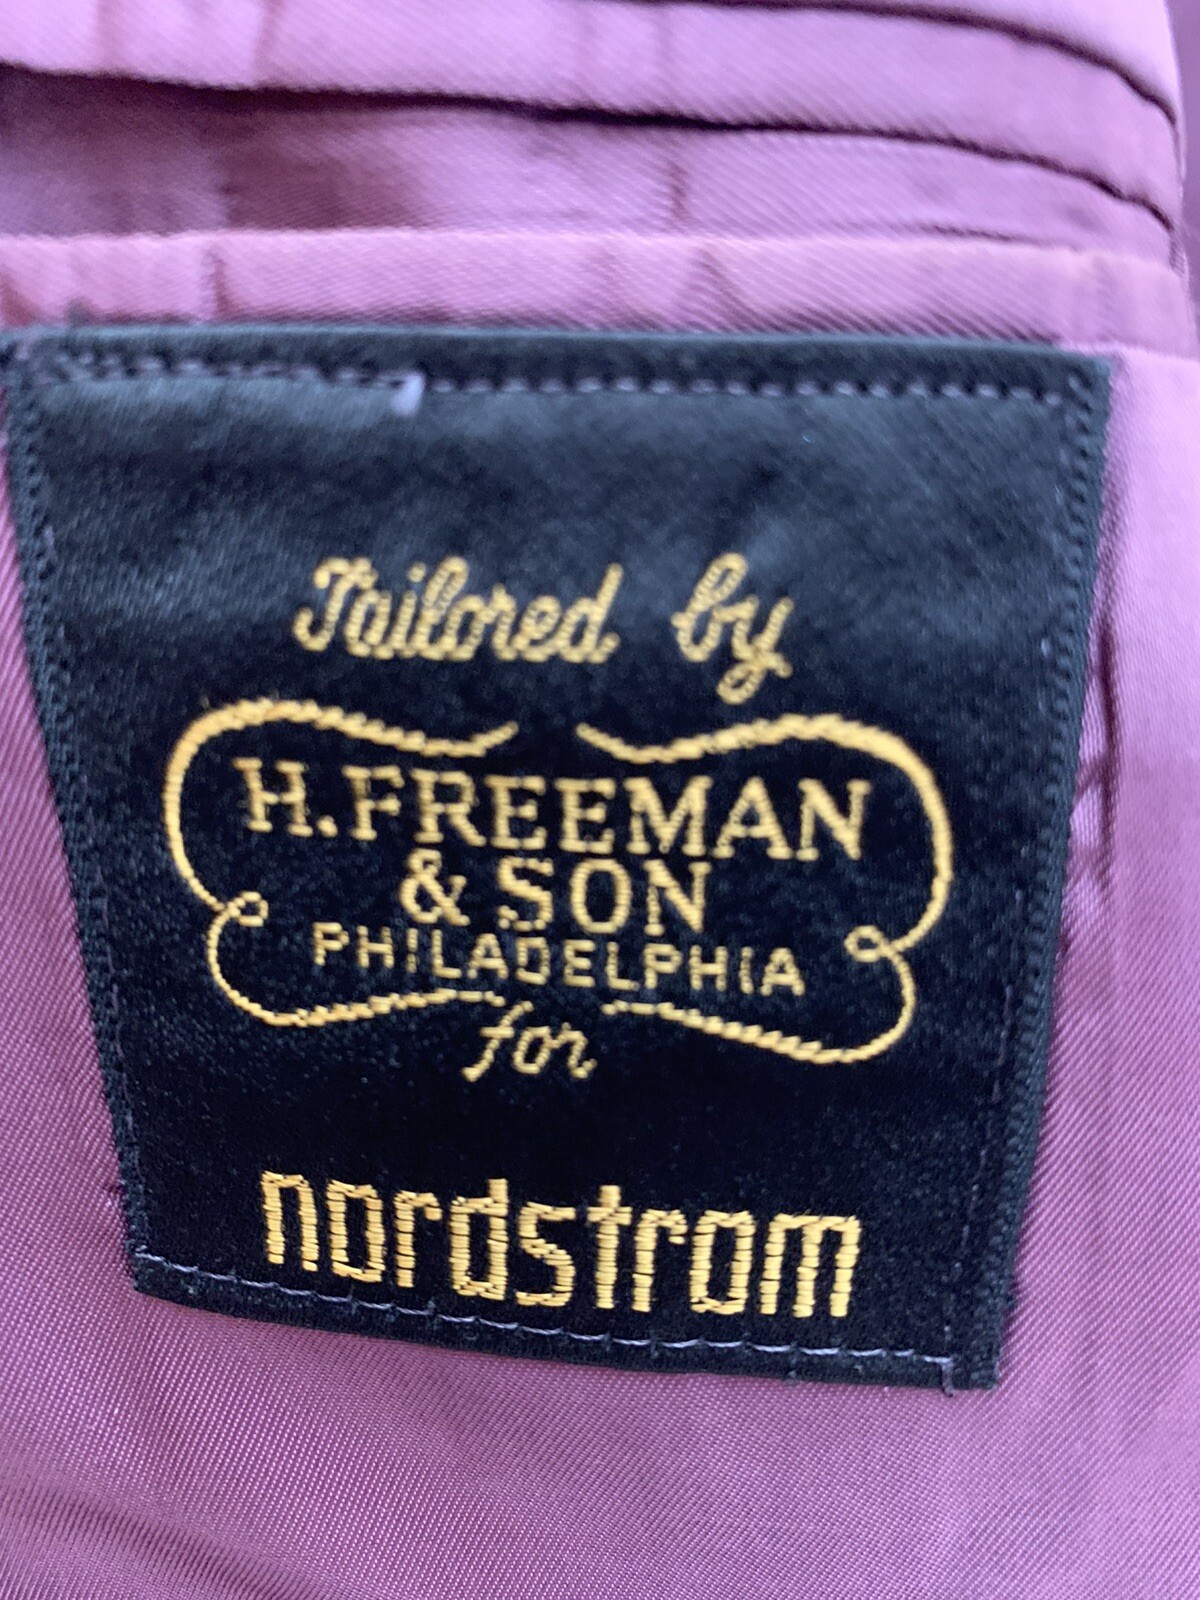 Tailored by
H. FREEMAN
& SON
PHILADELPHIA
for
nordstrom